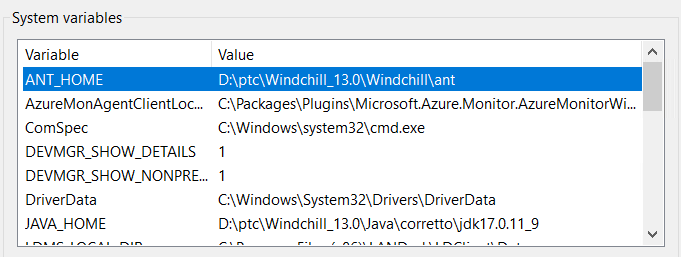 System variables
Variable Value
ANT_HOME D:\ptc\Windchill_13.0\Windchill\ant
AzureMonAgentClientLoc... C:\Packages\Plugins\Microsoft.Azure.Monitor.AzureMonitorWi...
ComSpec C:\Windows\system32\cmd.exe
DEVMGR_SHOW_DETAILS 1
DEVMGR_SHOW_NONPRE... 1
DriverData C:\Windows\System32\Drivers\DriverData
JAVA_HOME D:\ptc\Windchill_13.0\Java\corretto\jdk17.0.11_9